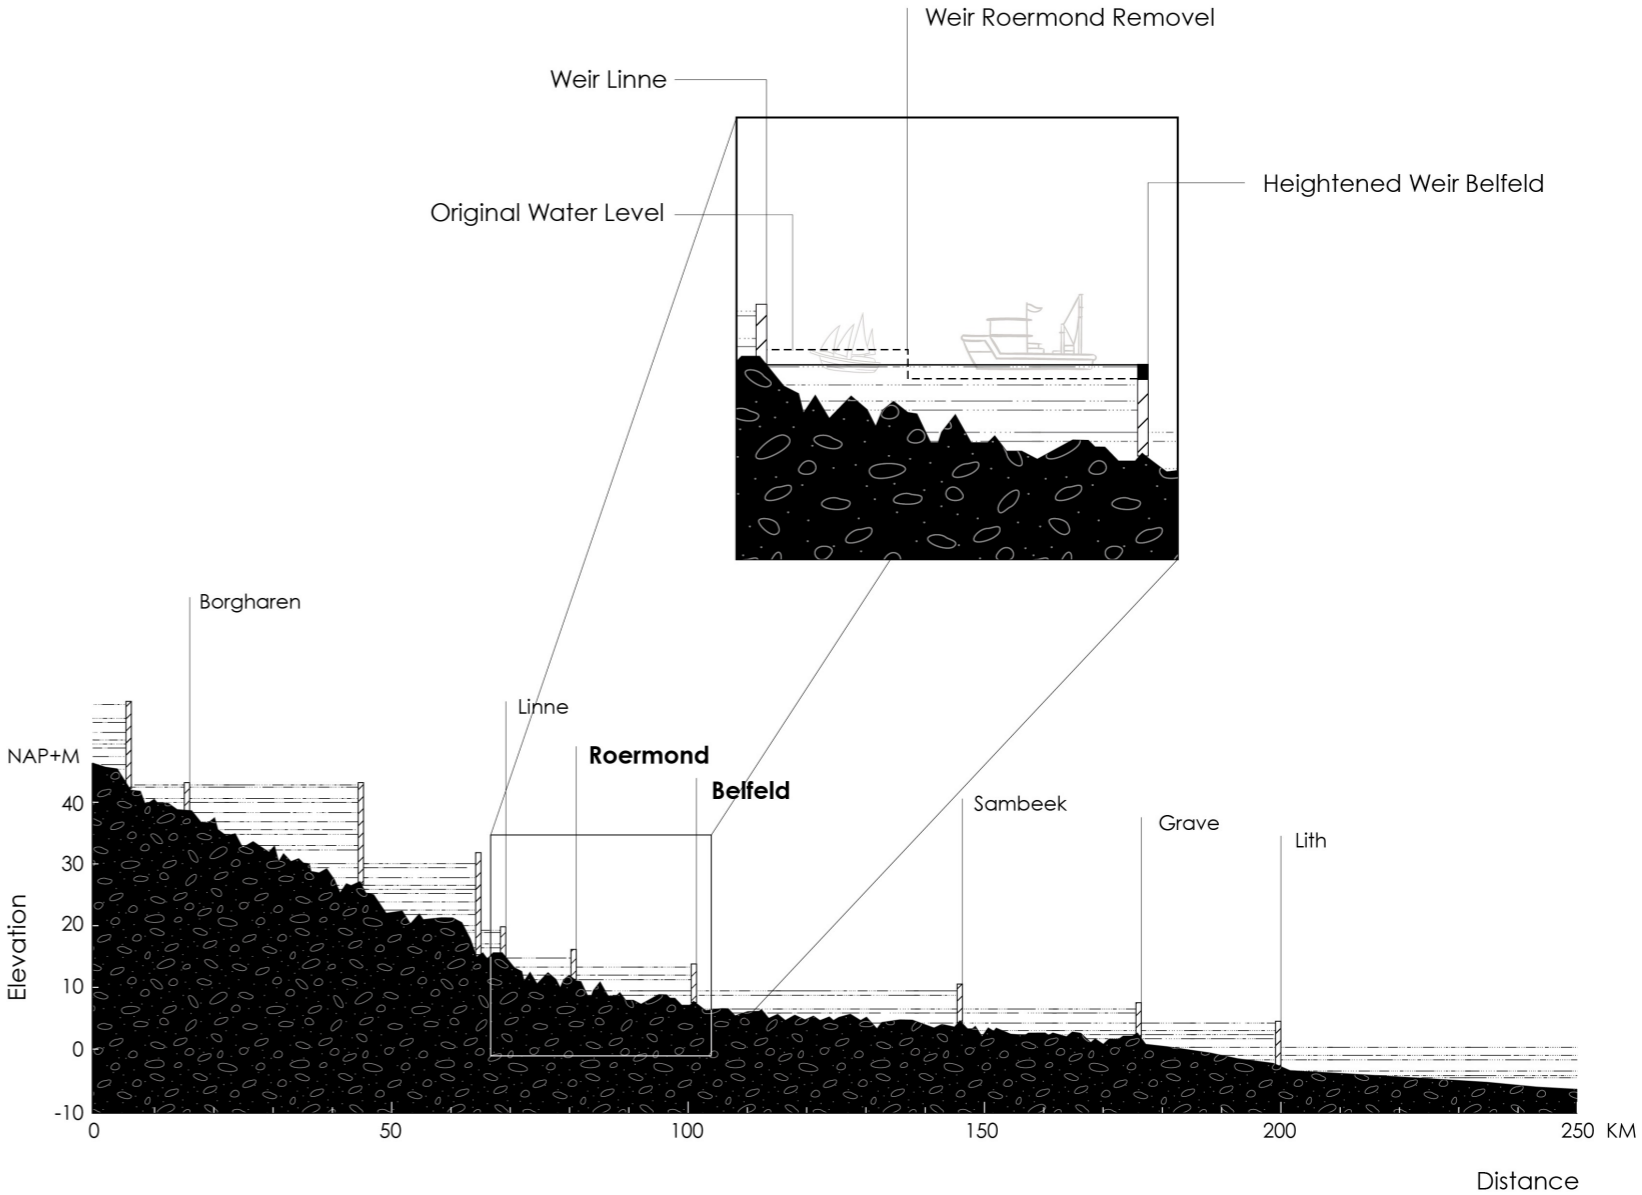 Weir Roermond Removel
Weir Linne
Heightened Weir Belfeld
Original Water Level
Borgharen
Linne
Roermond
Belfeld
Sambeek
Grave
Lith
NAP+M
40
30
20
10
0
-10
Elevation
0 50 100 150 200 250 KM
Distance